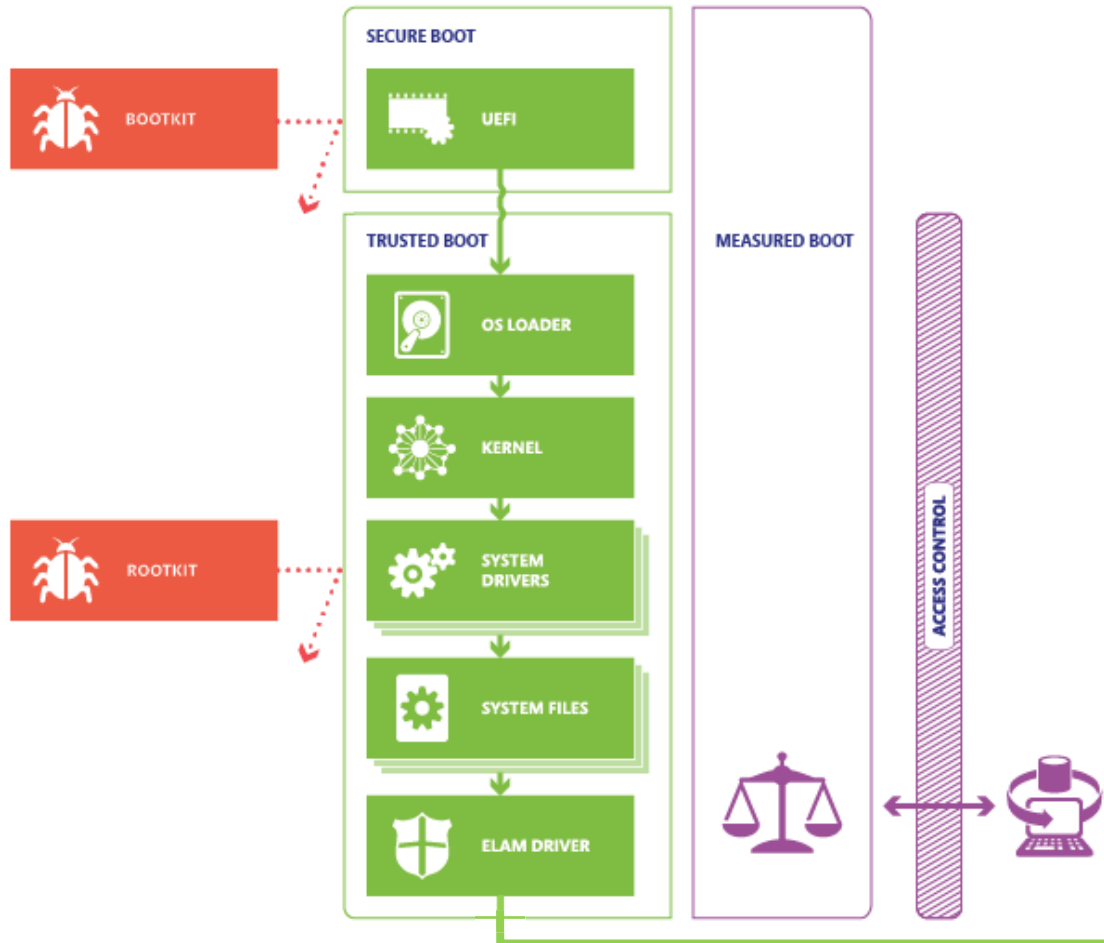 SECURE BOOT
BOOTKIT
UEFI
TRUSTED BOOT
MEASURED BOOT
OS LOADER
KERNEL
ROOTKIT
SYSTEM
DRIVERS
ACCESS CONTROL
SYSTEM FILES
ELAM DRIVER